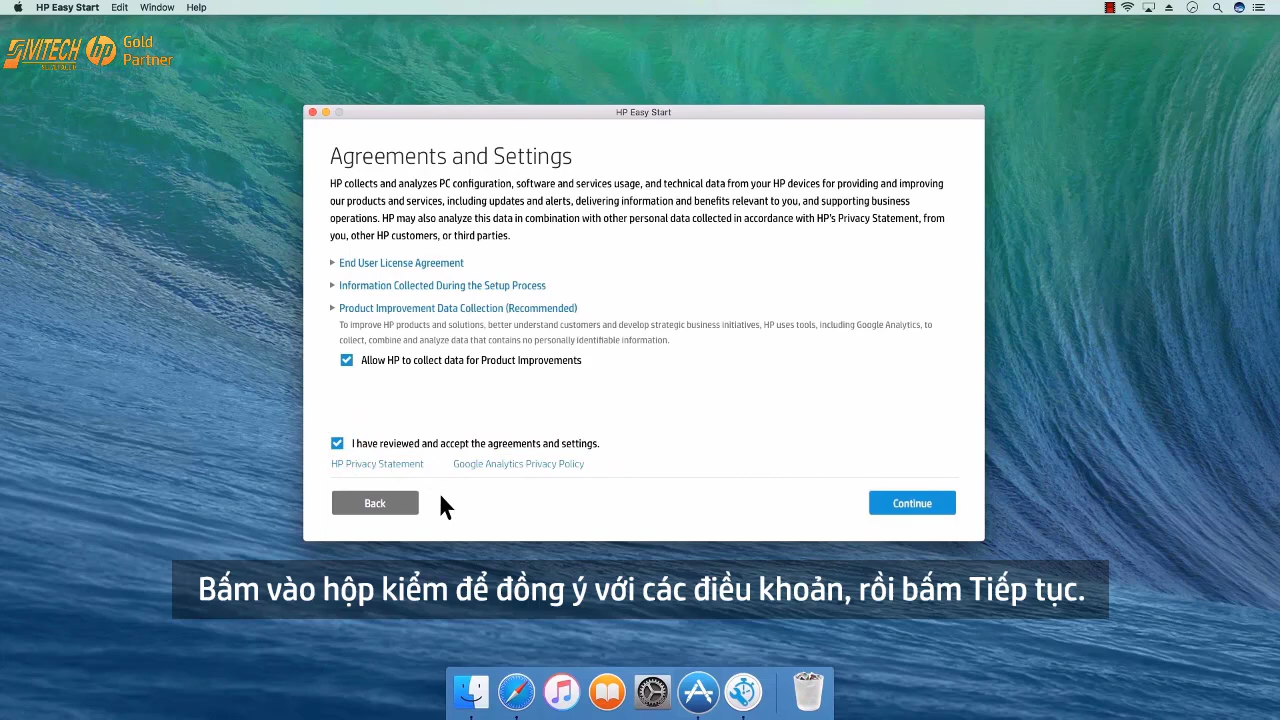 HP Easy Start Edit Window Help
SIVITECH hp Gold
Partner
HP Easy Start
Agreements and Settings
HP collects and analyzes PC configuration, software and services usage, and technical data from your HP devices for providing and improving
our products and services, including updates and alerts, delivering information and benefits relevant to you, and supporting business
operations. HP may also analyze this data in combination with other personal data collected in accordance with HP's Privacy Statement, from
you, other HP customers, or third parties.
End User License Agreement
Information Collected During the Setup Process
Product Improvement Data Collection (Recommended)
To improve HP products and solutions, better understand customers and develop strategic business initiatives, HP uses tools, including Google Analytics, to
collect, combine and analyze data that contains no personally identifiable information.
Allow HP to collect data for Product Improvements
I have reviewed and accept the agreements and settings.
HP Privacy Statement Google Analytics Privacy Policy
Back Continue
Bấm vào hộp kiểm để đồng ý với các điều khoản, rồi bấm Tiếp tục.